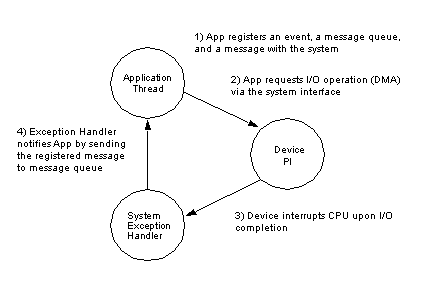 1) App registers an event, a message queue,
and a message with the system
Application
Thread
2) App requests I/O operation (DMA)
via the system interface
4) Exception Handler
notifies App by sending
the registered message
to message queue
Device
PI
System
Exception
Handler
3) Device interrupts CPU upon I/O
completion